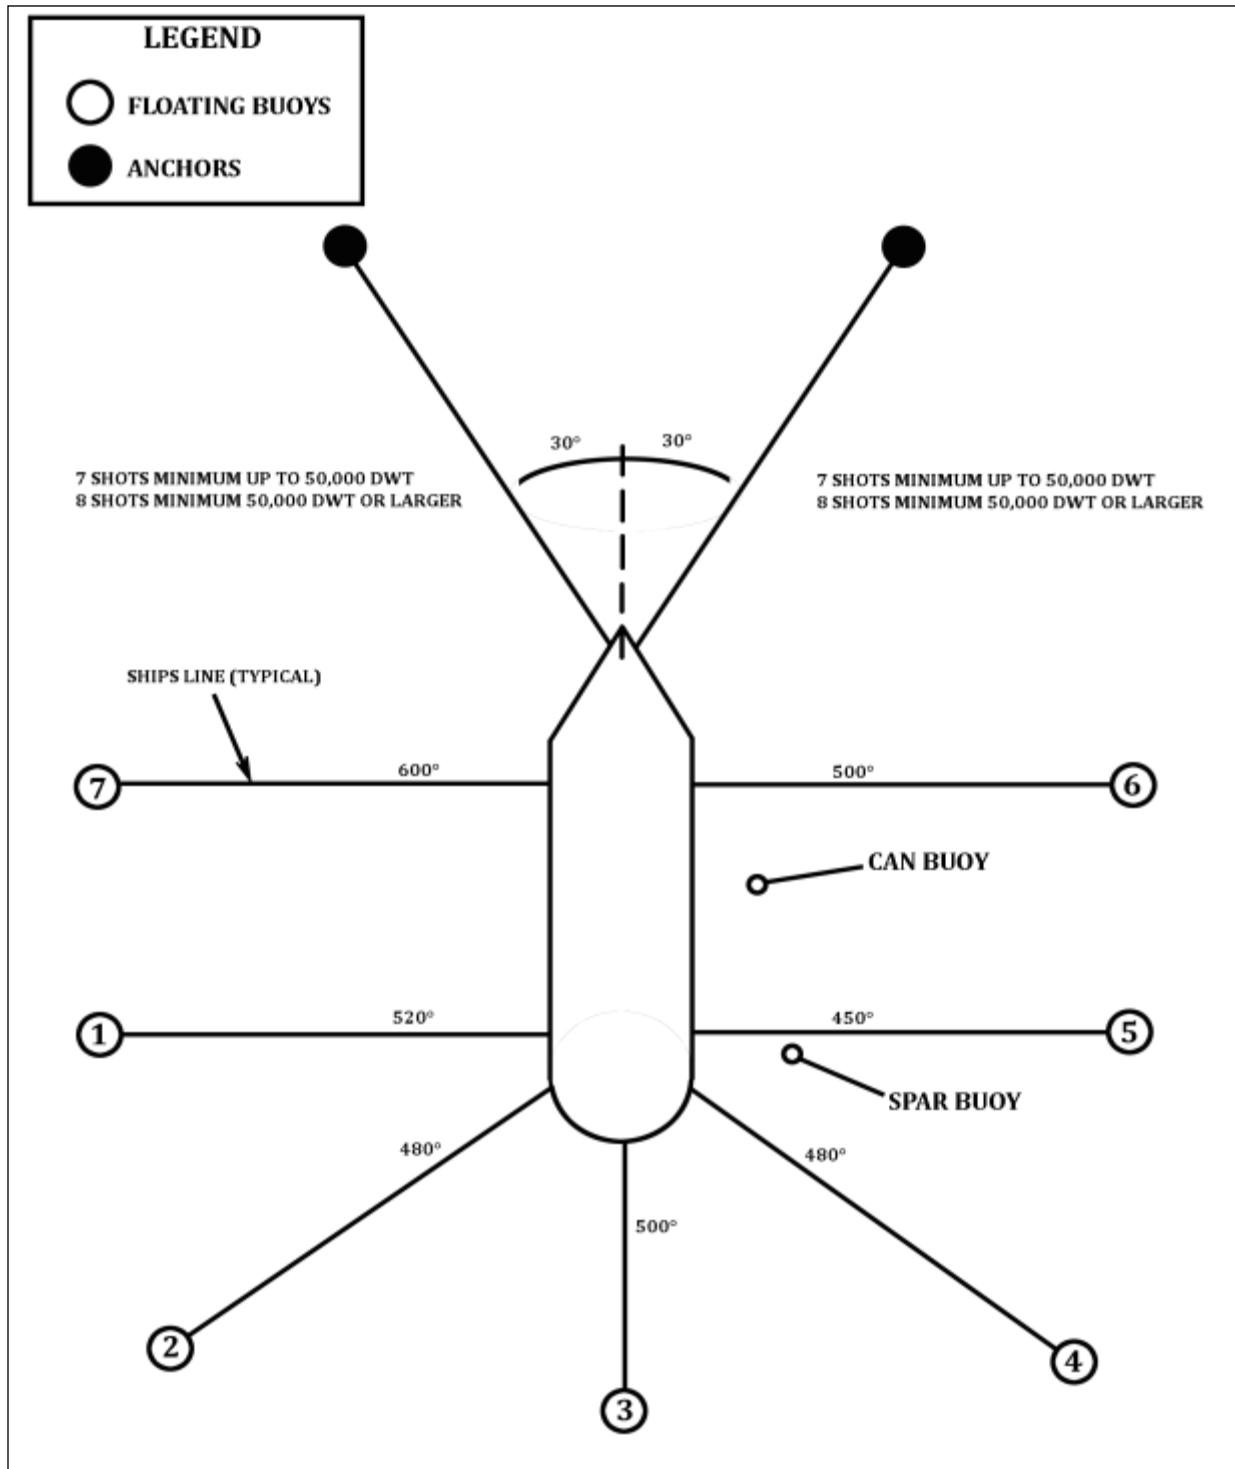 LEGEND
FLOATING BUOYS
ANCHORS
30°
30°
7 SHOTS MINIMUM UP TO 50,000 DWT
8 SHOTS MINIMUM 50,000 DWT OR LARGER
7 SHOTS MINIMUM UP TO 50,000 DWT
8 SHOTS MINIMUM 50,000 DWT OR LARGER
SHIPS LINE (TYPICAL)
7
600°
500°
6
CAN BUOY
1
520°
450°
5
SPAR BUOY
480°
480°
500°
2
4
3